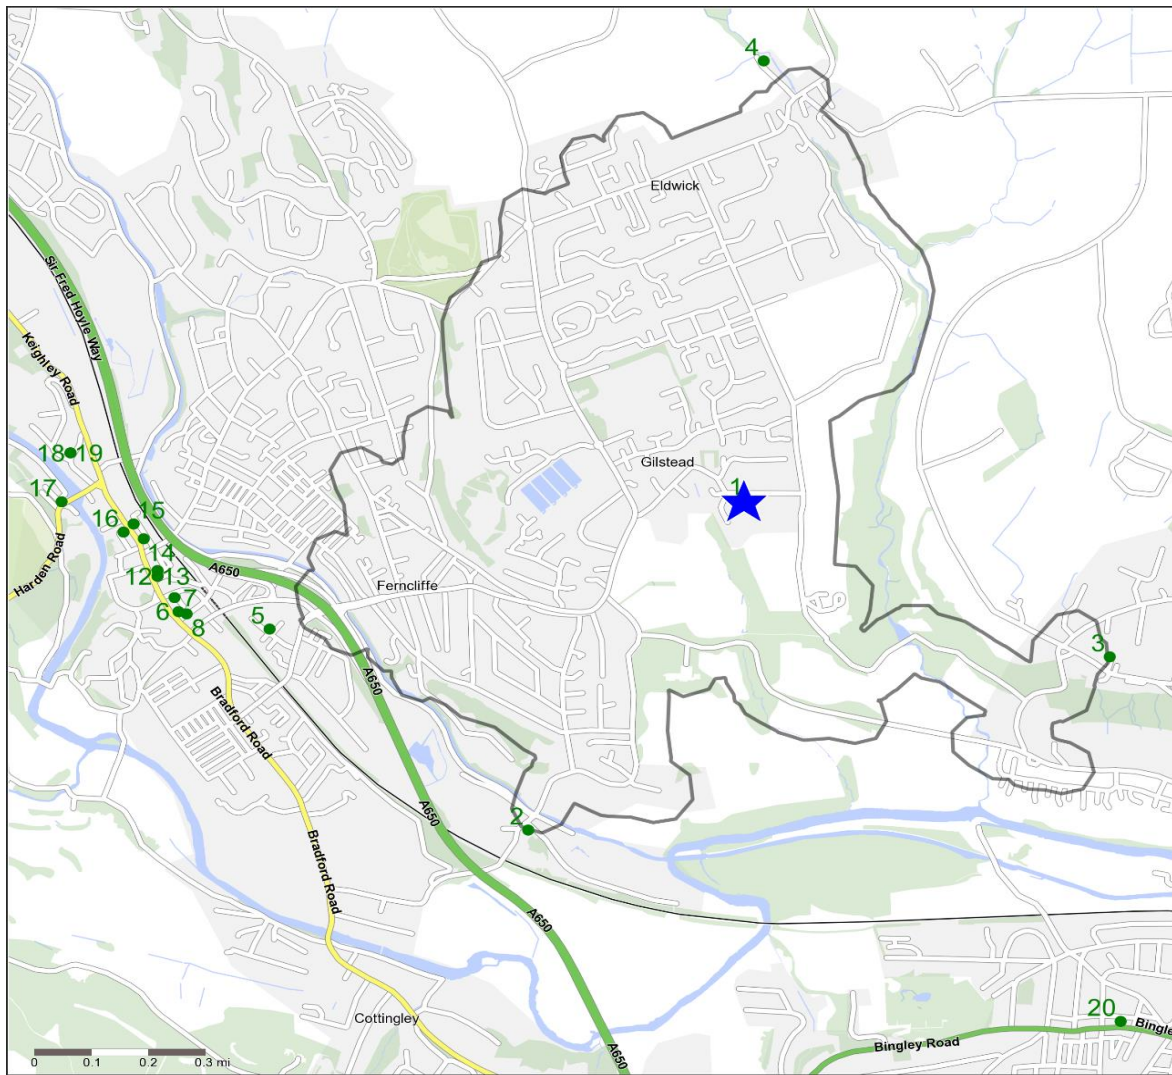 4
Eldwick
Sir Fred Hoyle Way
Keighley Road
18 19
Gilstead
1
17
16 15
14
Harden Road
12 13
A650
Ferncliffe
7
6 8
5
3
A650
Bradford Road
A650
2
Bradford Road
A650
Cottingley
20
Bingle
Bingley Road
A650
0 0.1 0.2 0.3 mi